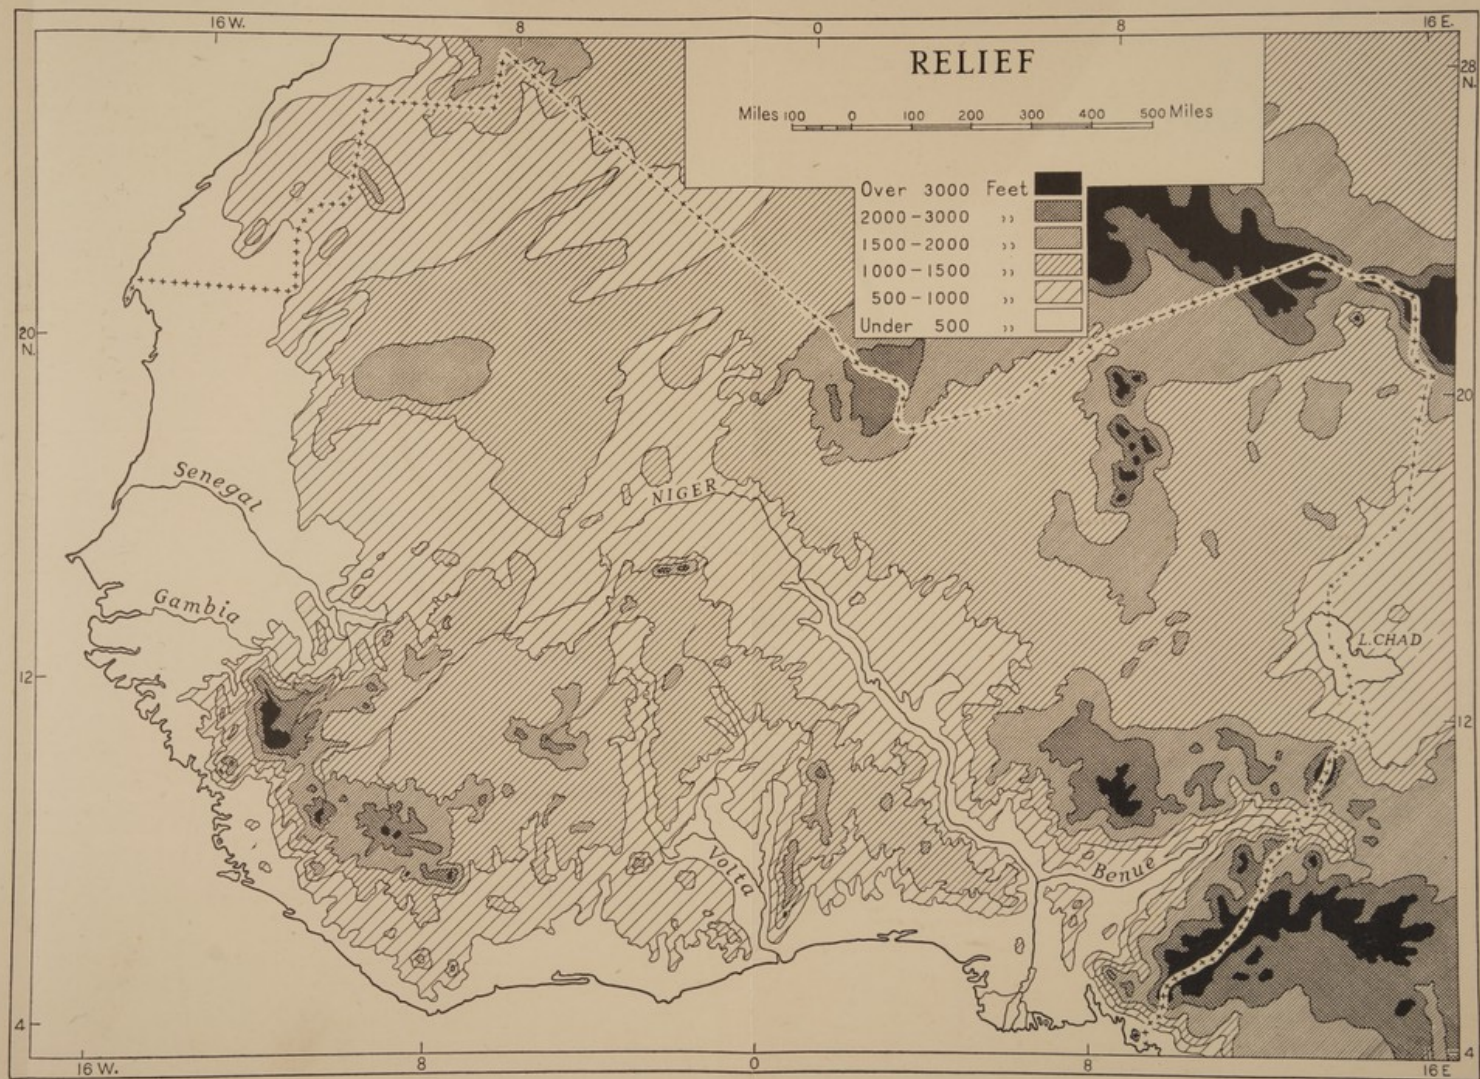 16 W. 8 0 8 16 E.
RELIEF
28
N.
Miles 100 0 100 200 300 400 500 Miles
Over 3000 Feet
2000-3000 ,,
1500-2000 ,,
1000-1500 ,,
500-1000 ,,
Under 500 ,,
20
N.
20
Senegal
NIGER
Gambia
L. CHAD
12
12
Volta
Benue
4
4
16 W. 8 0 8 16 E